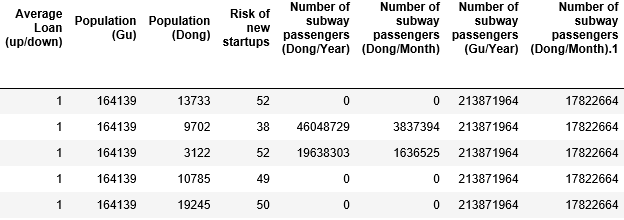 Average Loan (up/down) Population (Gu) Population (Dong) Risk of new startups Number of subway passengers (Dong/Year) Number of subway passengers (Dong/Month) Number of subway passengers (Gu/Year) Number of subway passengers (Dong/Month).1
1 164139 13733 52 0 0 213871964 17822664
1 164139 9702 38 46048729 3837394 213871964 17822664
1 164139 3122 52 19638303 1636525 213871964 17822664
1 164139 10785 49 0 0 213871964 17822664
1 164139 19245 50 0 0 213871964 17822664